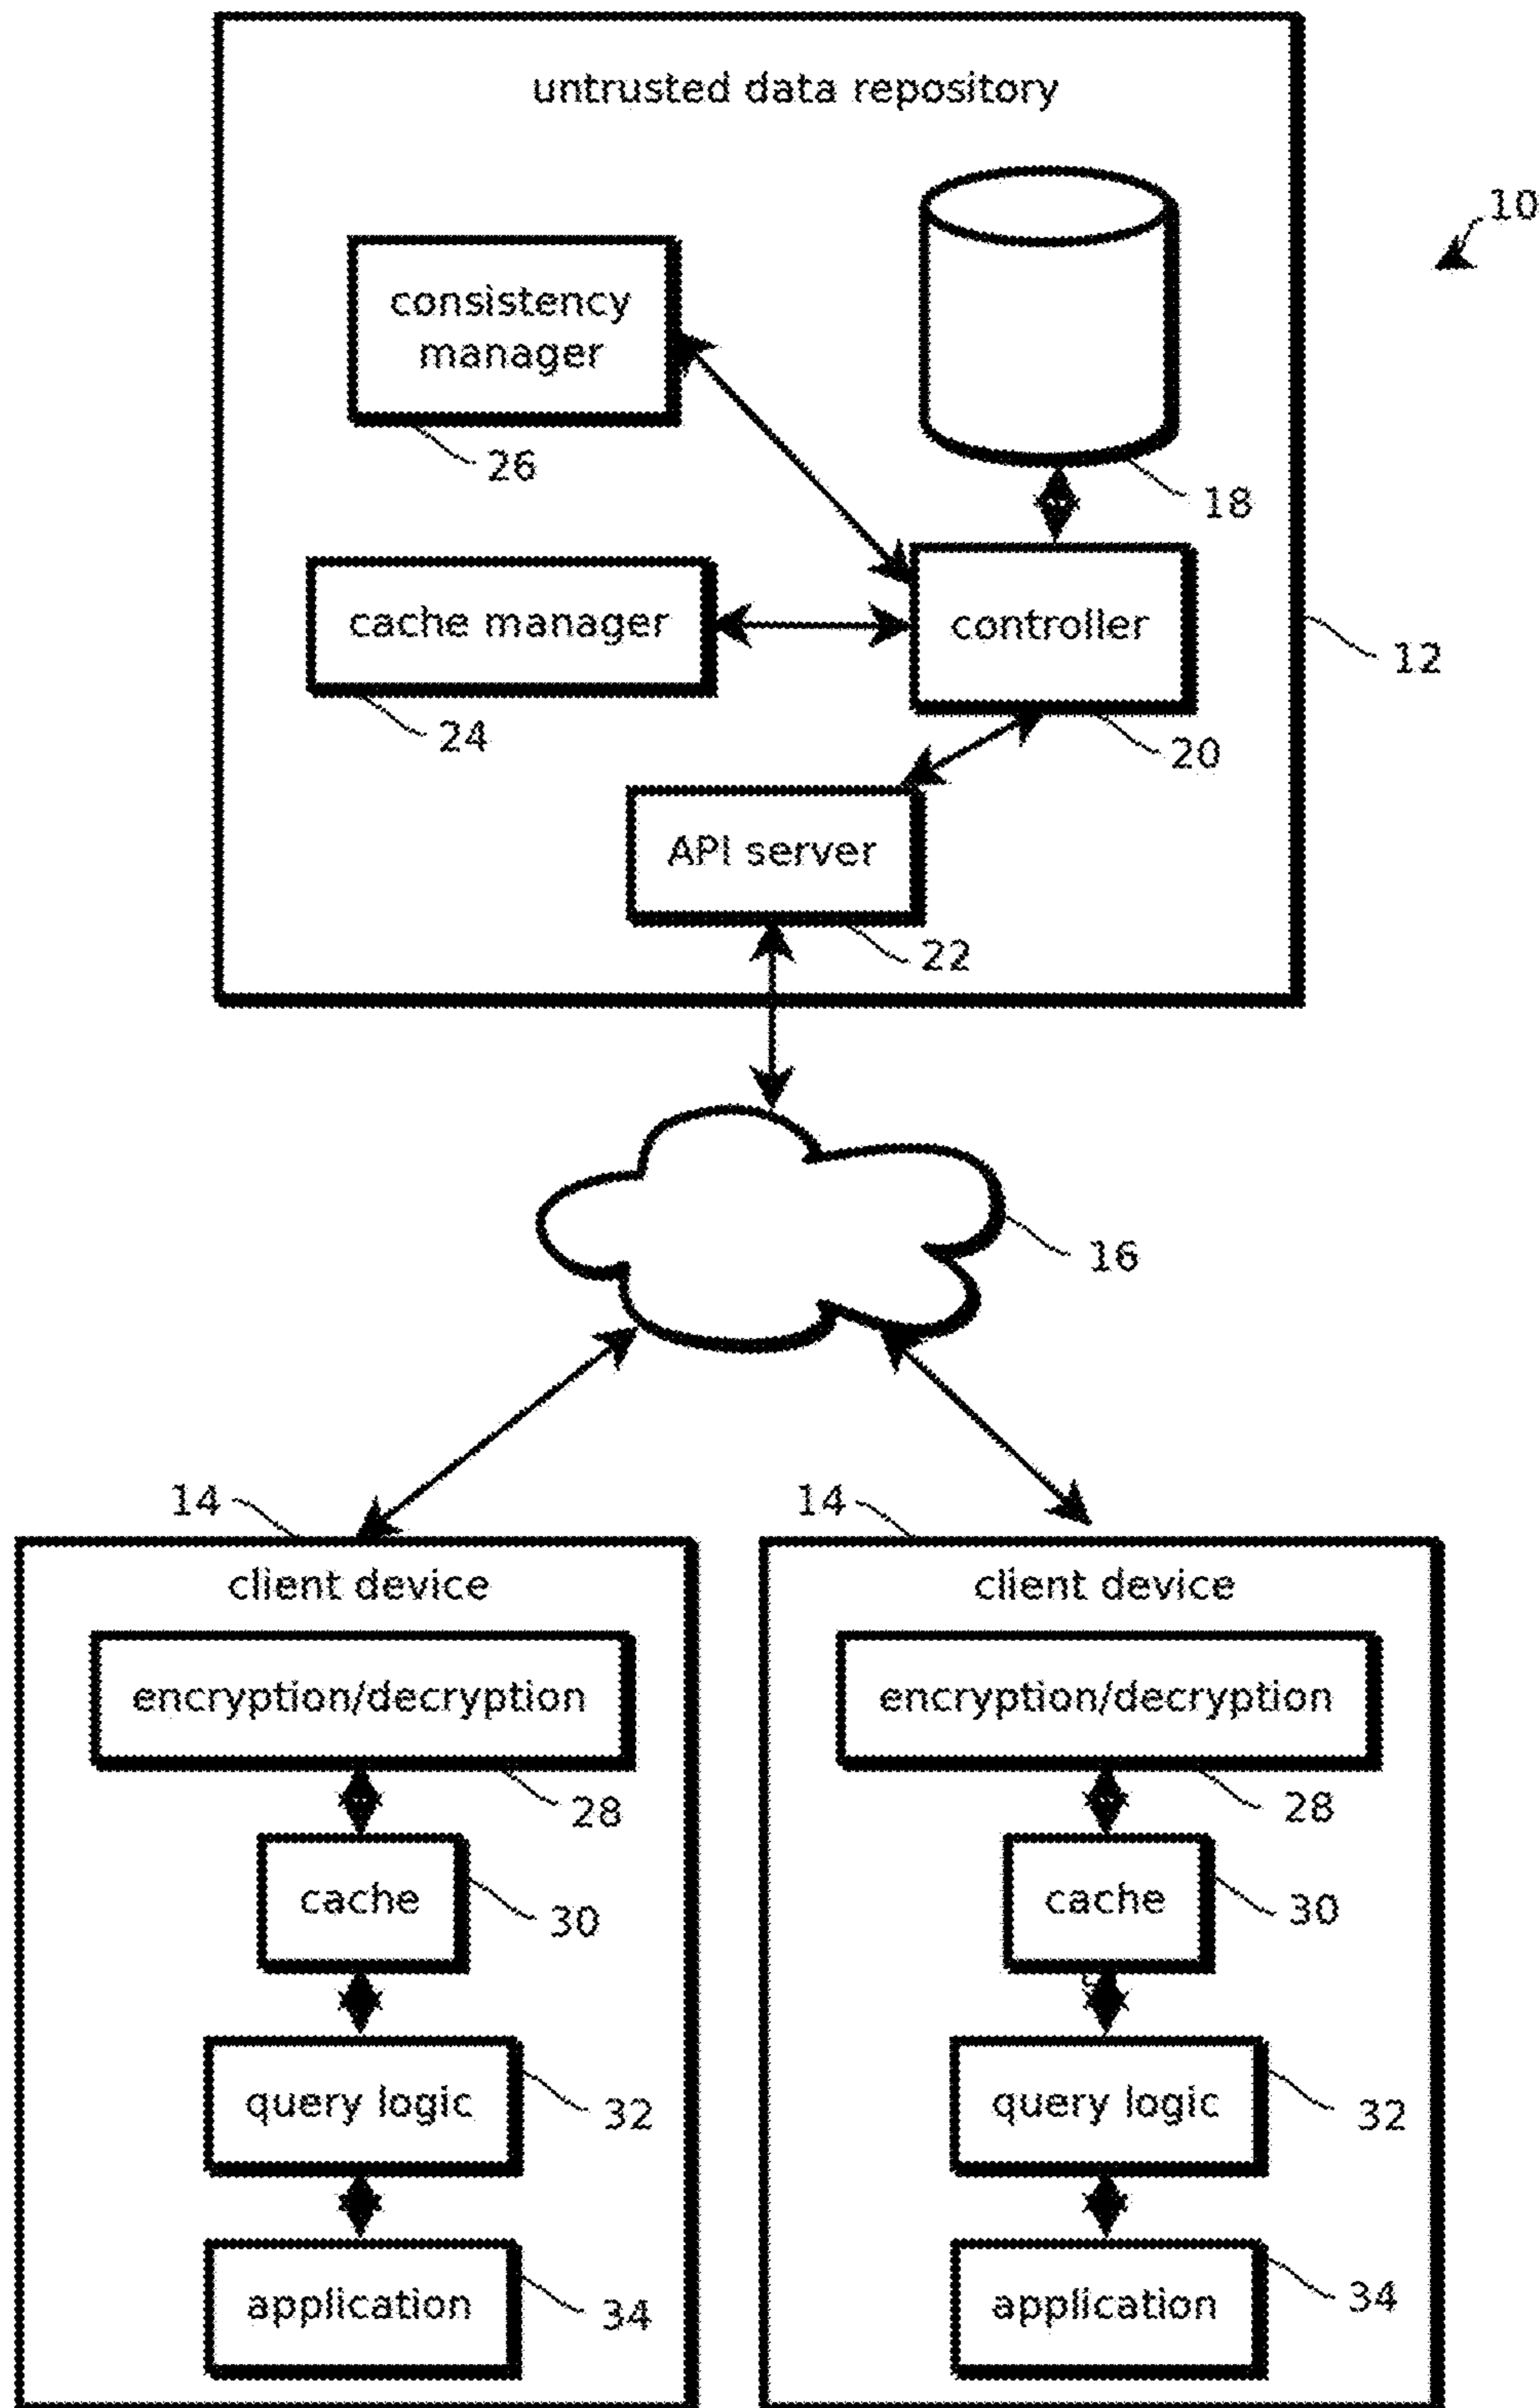 untrusted data repository
10
consistency
manager
26
18
cache manager
controller
12
24
20
API server
22
16
14
14
client device
client device
encryption/decryption
encryption/decryption
28
28
cache
cache
30
30
query logic
query logic
32
32
application
application
34
34